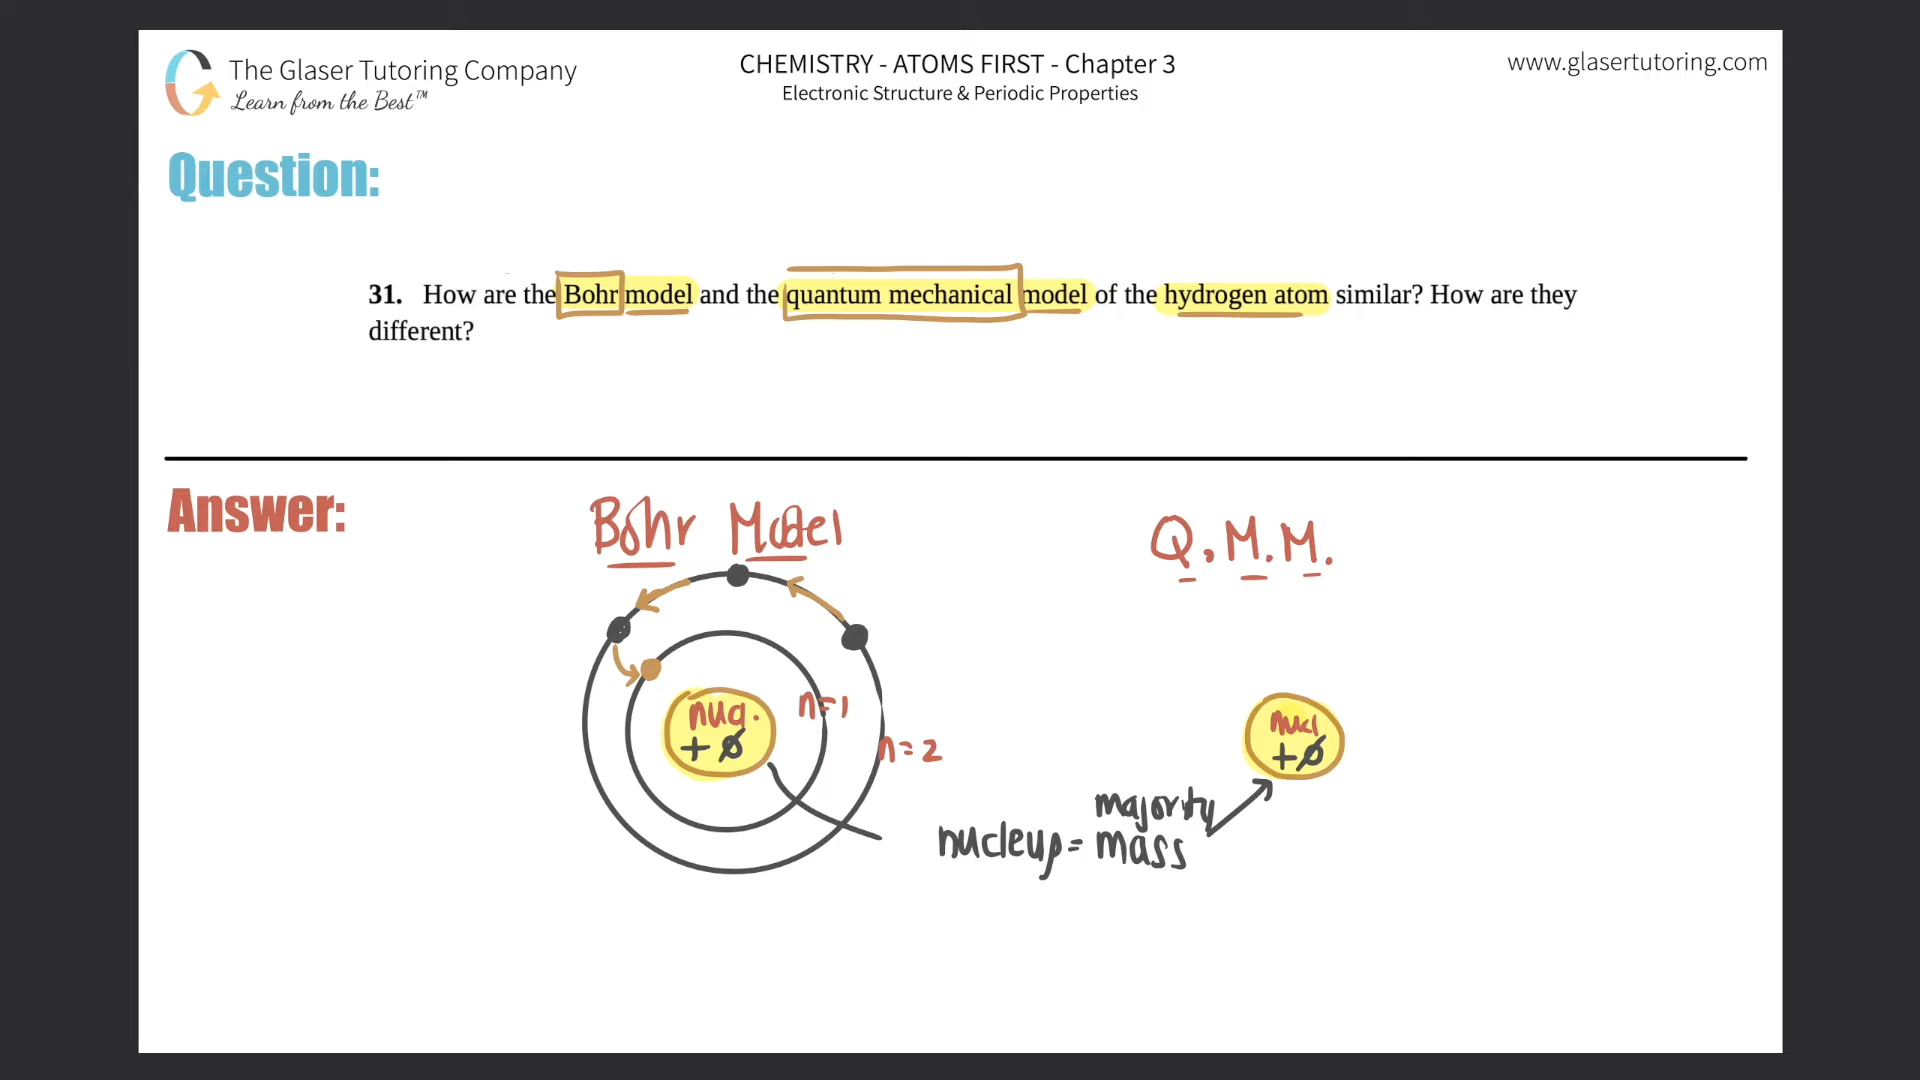 The Glaser Tutoring Company
Learn from the Best™
CHEMISTRY - ATOMS FIRST - Chapter 3
Electronic Structure & Periodic Properties
www.glasertutoring.com
Question:
31. How are the Bohr model and the quantum mechanical model of the hydrogen atom similar? How are they
different?
Answer:
Bohr Model
Q.M.M.
n=1
n=2
nucl
+ ∅
+ ∅
majority
mass